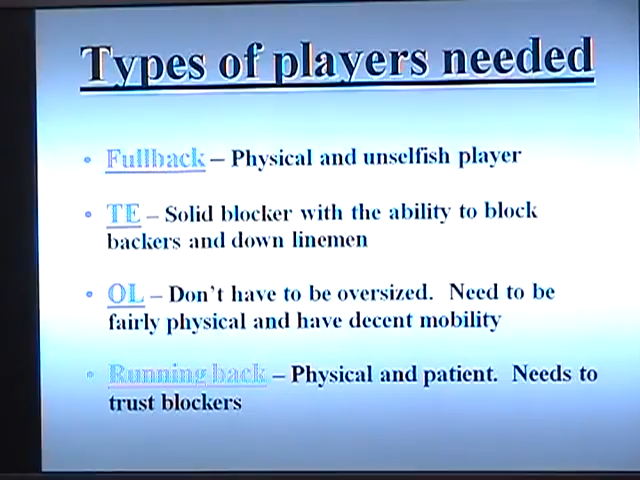 Types of players needed
• Fullback – Physical and unselfish player
• TE – Solid blocker with the ability to block
backers and down linemen
• OL – Don't have to be oversized.  Need to be
fairly physical and have decent mobility
• Running back – Physical and patient.  Needs to
trust blockers